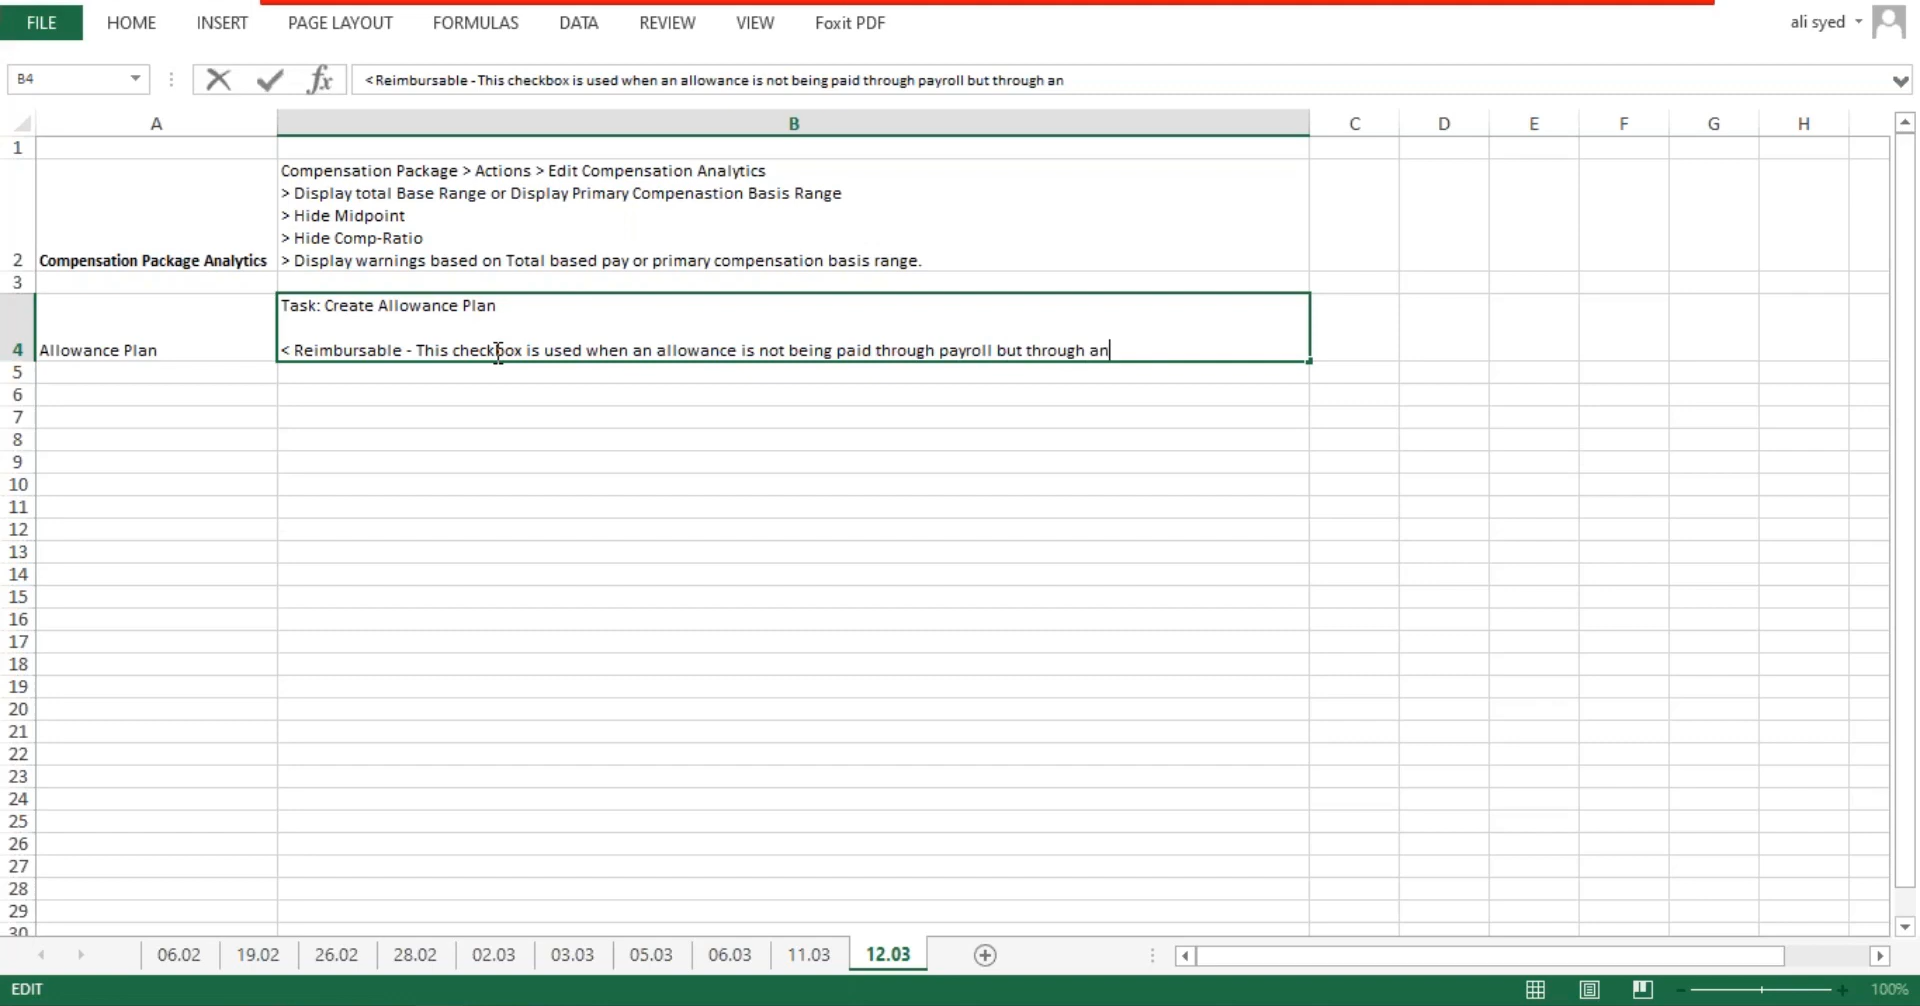 FILE HOME INSERT PAGE LAYOUT FORMULAS DATA REVIEW VIEW Foxit PDF ali syed
B4 fx < Reimbursable - This checkbox is used when an allowance is not being paid through payroll but through an
A B C D E F G H
1
Compensation Package > Actions > Edit Compensation Analytics
> Display total Base Range or Display Primary Compenastion Basis Range
> Hide Midpoint
> Hide Comp-Ratio
2 Compensation Package Analytics > Display warnings based on Total based pay or primary compensation basis range.
3
Task: Create Allowance Plan
4 Allowance Plan < Reimbursable - This checkbox is used when an allowance is not being paid through payroll but through an
5
6
7
8
9
10
11
12
13
14
15
16
17
18
19
20
21
22
23
24
25
26
27
28
29
30
06.02 19.02 26.02 28.02 02.03 03.03 05.03 06.03 11.03 12.03
EDIT 100%